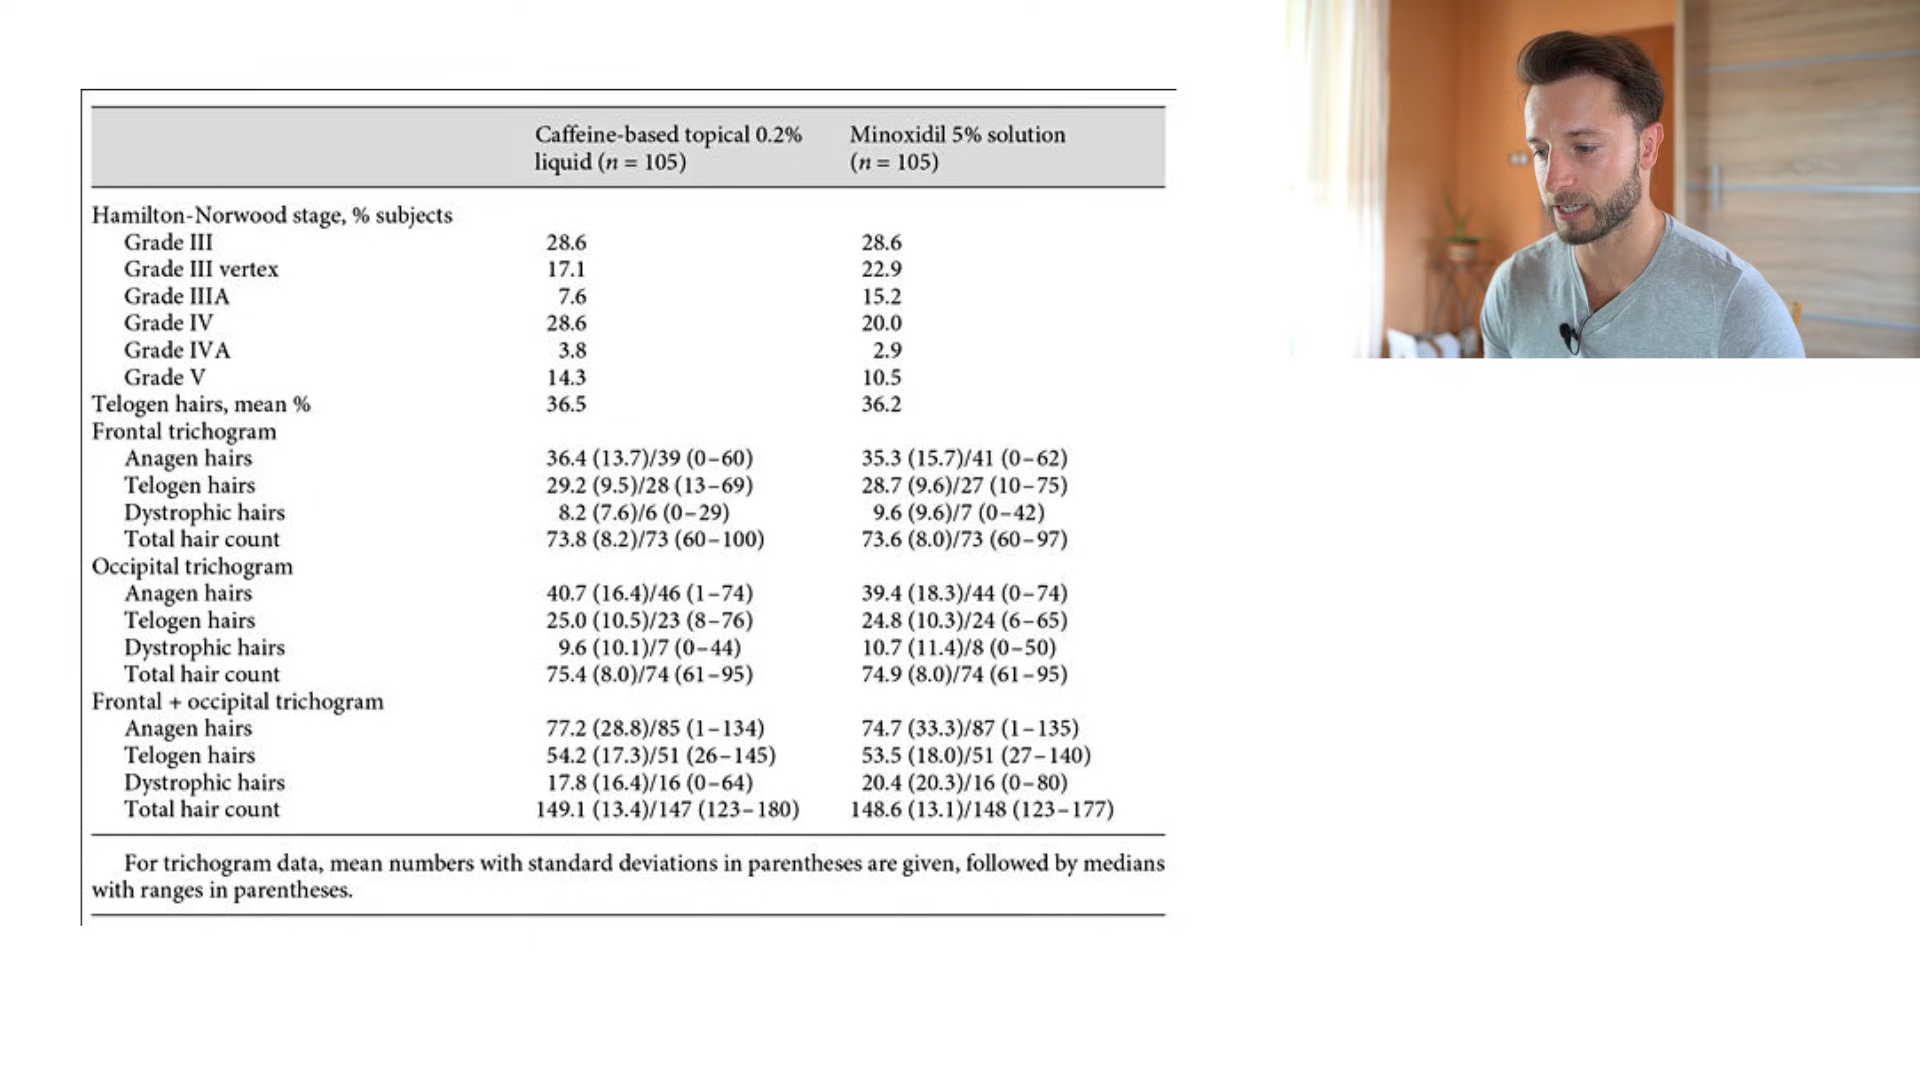 Caffeine-based topical 0.2% Minoxidil 5% solution
liquid (n = 105) (n = 105)
Hamilton-Norwood stage, % subjects
Grade III 28.6 28.6
Grade III vertex 17.1 22.9
Grade IIIA 7.6 15.2
Grade IV 28.6 20.0
Grade IVA 3.8 2.9
Grade V 14.3 10.5
Telogen hairs, mean % 36.5 36.2
Frontal trichogram
Anagen hairs 36.4 (13.7)/39 (0–60) 35.3 (15.7)/41 (0–62)
Telogen hairs 29.2 (9.5)/28 (13–69) 28.7 (9.6)/27 (10–75)
Dystrophic hairs 8.2 (7.6)/6 (0–29) 9.6 (9.6)/7 (0–42)
Total hair count 73.8 (8.2)/73 (60–100) 73.6 (8.0)/73 (60–97)
Occipital trichogram
Anagen hairs 40.7 (16.4)/46 (1–74) 39.4 (18.3)/44 (0–74)
Telogen hairs 25.0 (10.5)/23 (8–76) 24.8 (10.3)/24 (6–65)
Dystrophic hairs 9.6 (10.1)/7 (0–44) 10.7 (11.4)/8 (0–50)
Total hair count 75.4 (8.0)/74 (61–95) 74.9 (8.0)/74 (61–95)
Frontal + occipital trichogram
Anagen hairs 77.2 (28.8)/85 (1–134) 74.7 (33.3)/87 (1–135)
Telogen hairs 54.2 (17.3)/51 (26–145) 53.5 (18.0)/51 (27–140)
Dystrophic hairs 17.8 (16.4)/16 (0–64) 20.4 (20.3)/16 (0–80)
Total hair count 149.1 (13.4)/147 (123–180) 148.6 (13.1)/148 (123–177)
For trichogram data, mean numbers with standard deviations in parentheses are given, followed by medians
with ranges in parentheses.